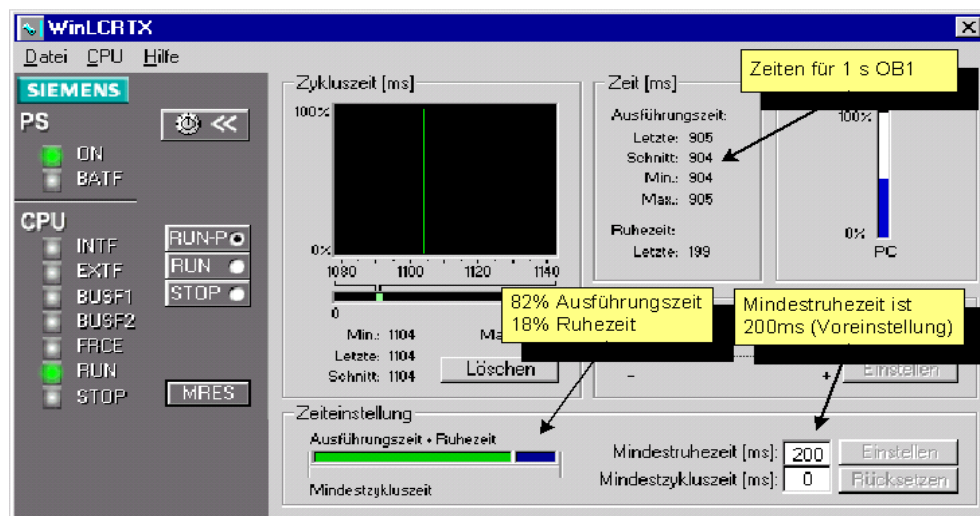 WinLCRTX
Datei CPU Hilfe
SIEMENS
PS
ON
BATF
CPU
INTF
EXTF
BUSF1
BUSF2
FRCE
RUN
STOP
RUN-P
RUN
STOP
MRES
Zykluszeit [ms]
100%
0%
1080 1100 1120 1140
0
Min.: 1104
Letzte: 1104
Schnitt: 1104
Löschen
Zeit [ms]
Ausführungszeit:
Letzte: 905
Schnitt: 904
Min.: 904
Max.: 905
Ruhezeit:
Letzte: 199
Zeiten für 1 s OB1
100%
0%
PC
82% Ausführungszeit
18% Ruhezeit
Mindestruhezeit ist
200ms (Voreinstellung)
- + Einstellen
Zeiteinstellung
Ausführungszeit + Ruhezeit
Mindestzykluszeit
Mindestruhezeit [ms]: 200 Einstellen
Mindestzykluszeit [ms]: 0 Rücksetzen